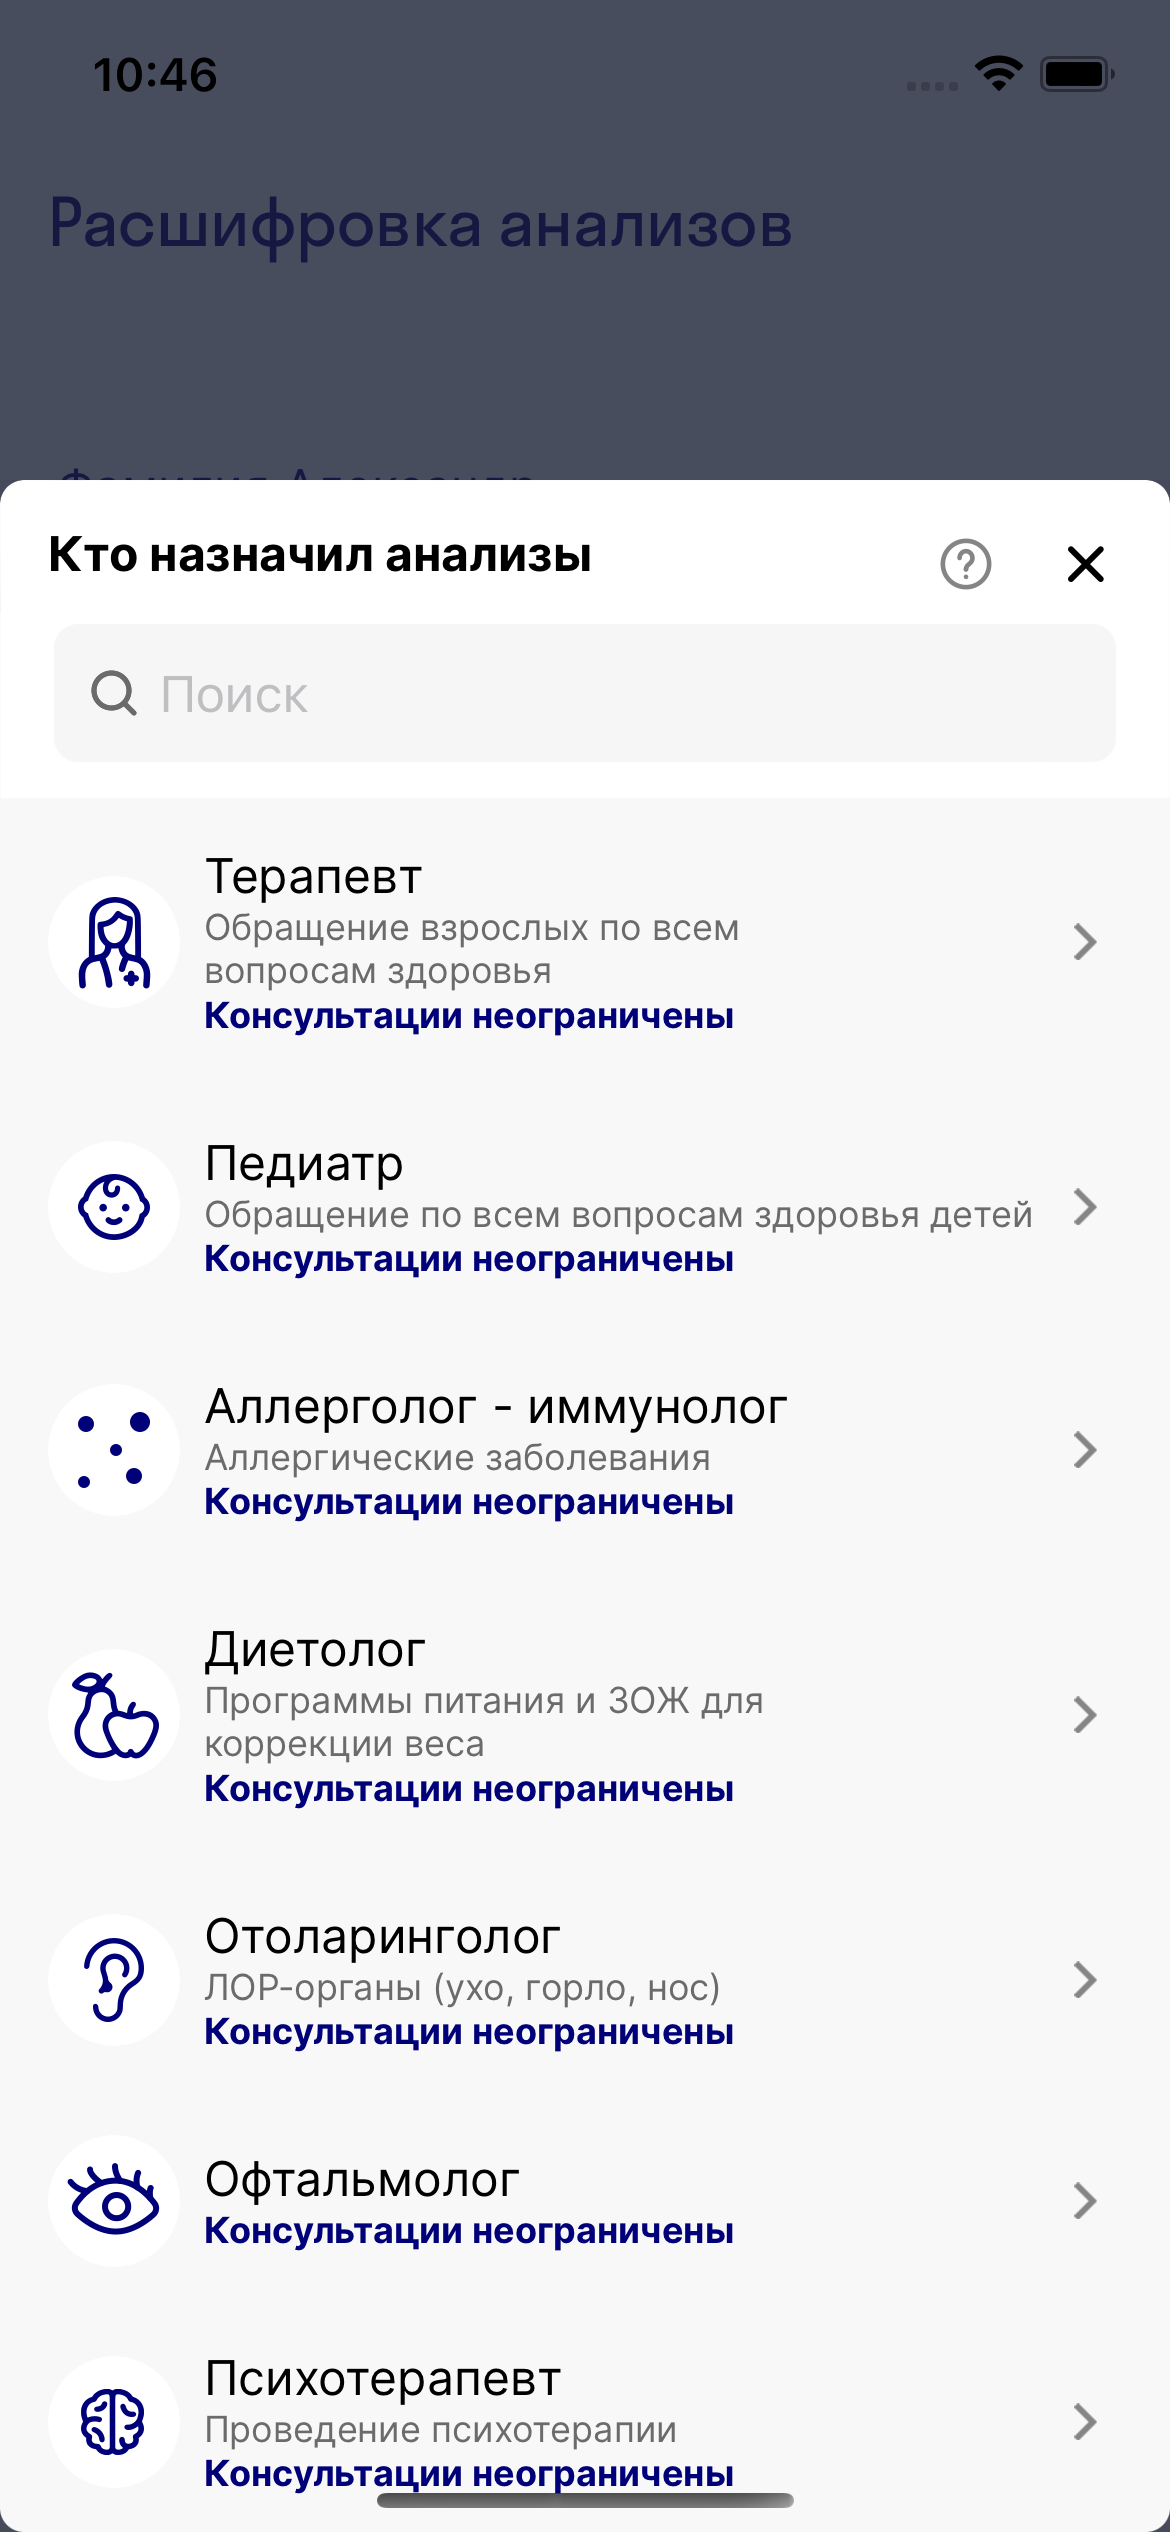 10:46
Расшифровка анализов
Фамилия Александр
Кто назначил анализы
Поиск
Терапевт
Обращение взрослых по всем
вопросам здоровья
Консультации неограничены
Педиатр
Обращение по всем вопросам здоровья детей
Консультации неограничены
Аллерголог - иммунолог
Аллергические заболевания
Консультации неограничены
Диетолог
Программы питания и ЗОЖ для
коррекции веса
Консультации неограничены
Отоларинголог
ЛОР-органы (ухо, горло, нос)
Консультации неограничены
Офтальмолог
Консультации неограничены
Психотерапевт
Проведение психотерапии
Консультации неограничены